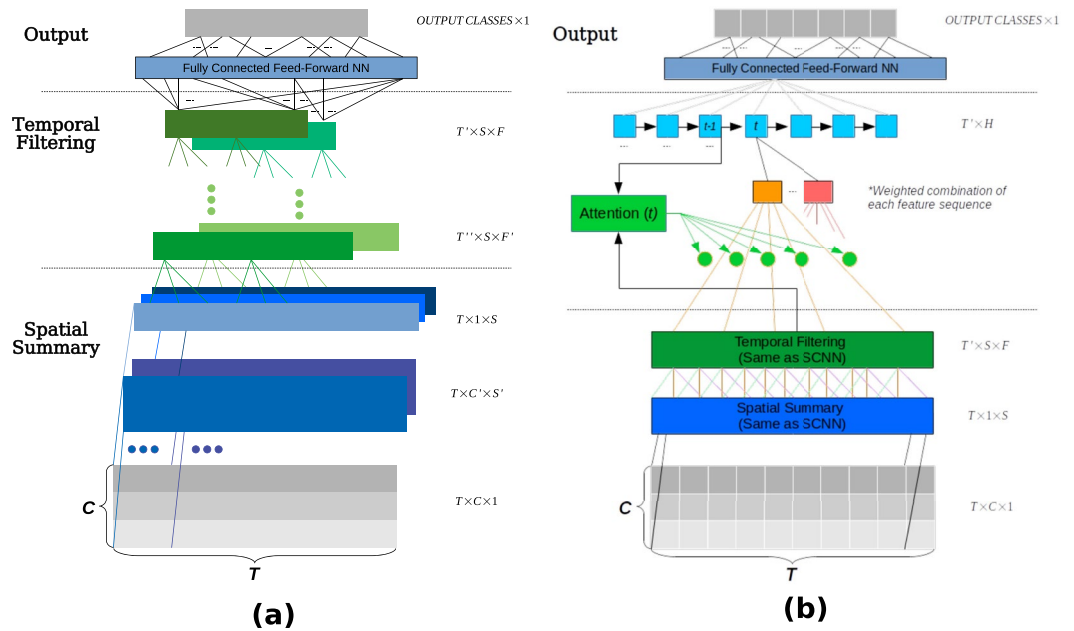 Output
OUTPUT CLASSES×1
Fully Connected Feed-Forward NN
Temporal
Filtering
T'×S×F
T''×S×F'
Spatial
Summary
T×1×S
T×C'×S'
C
T×C×1
T
(a)
Output
OUTPUT CLASSES×1
Fully Connected Feed-Forward NN
t-1
t
T'×H
*Weighted combination of
each feature sequence
Attention (t)
Temporal Filtering
(Same as SCNN)
T'×S×F
Spatial Summary
(Same as SCNN)
T×1×S
C
T×C×1
T
(b)